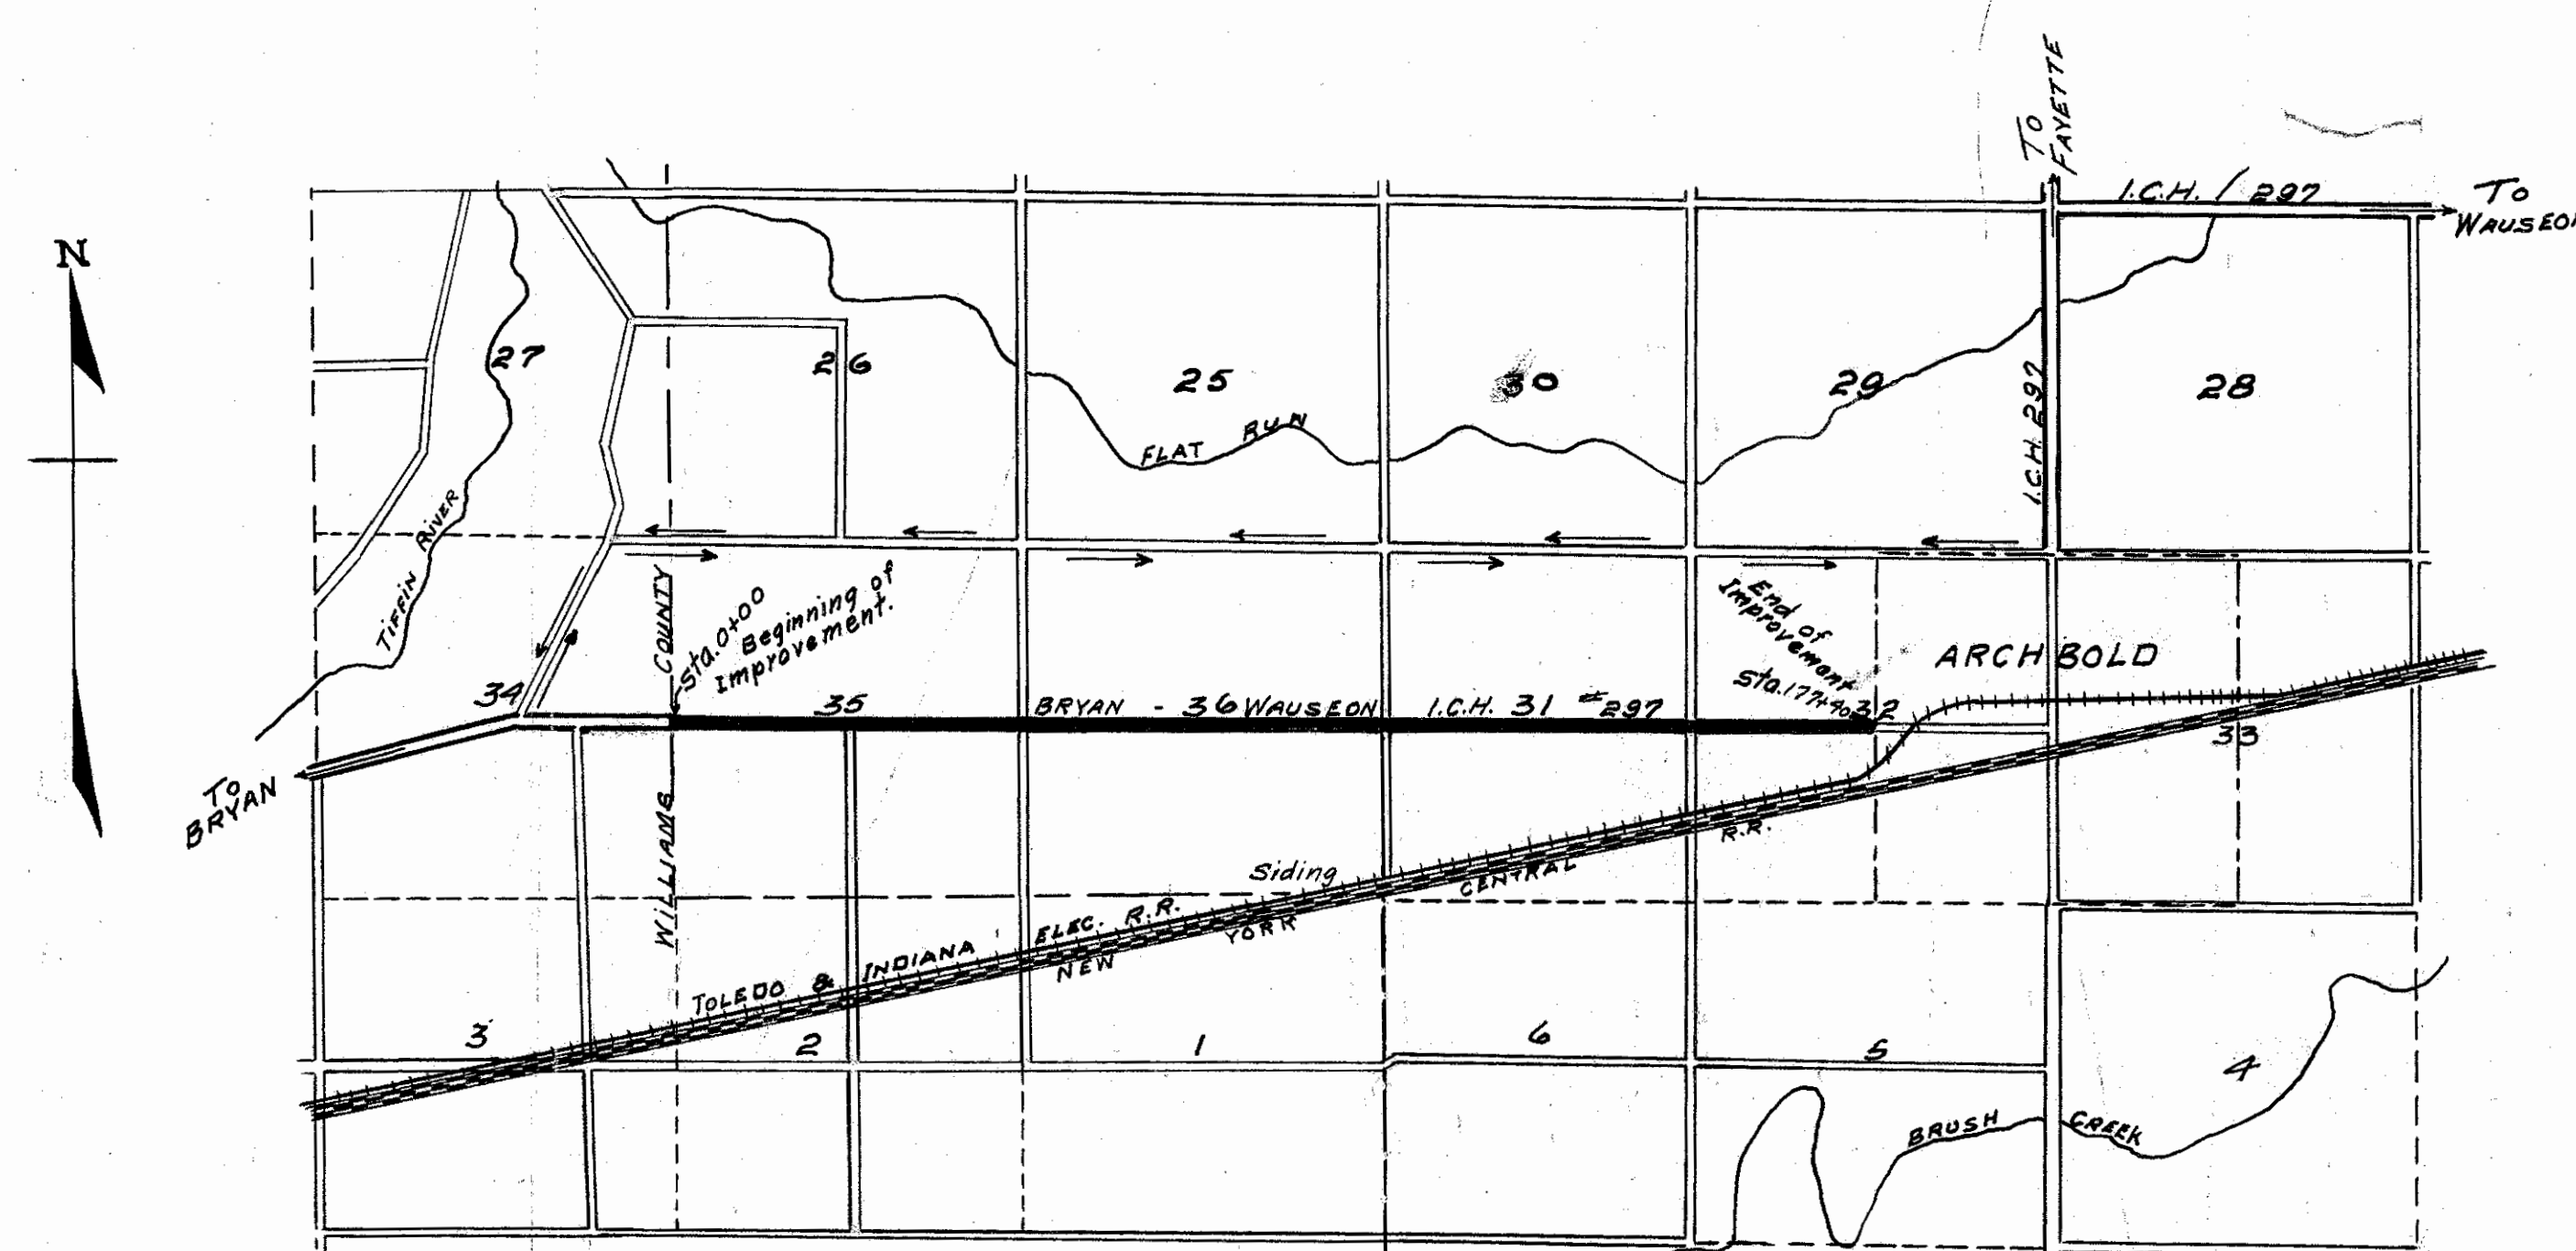 TO
FAYETTE
I.C.H. 297
TO
WAUSEON
N
27
26
25
30
29
28
I.C.H. 297
FLAT RUN
TIFFIN RIVER
COUNTY
WILLIAMS
Sta. 0+00
Beginning of
Improvement.
End of
Improvement
Sta. 177+90
ARCHBOLD
34
35
BRYAN - 36 WAUSEON I.C.H. 31 #297
32
33
TO
BRYAN
Siding
TOLEDO & INDIANA ELEC. R.R.
NEW YORK CENTRAL R.R.
3
2
1
6
5
4
BRUSH CREEK